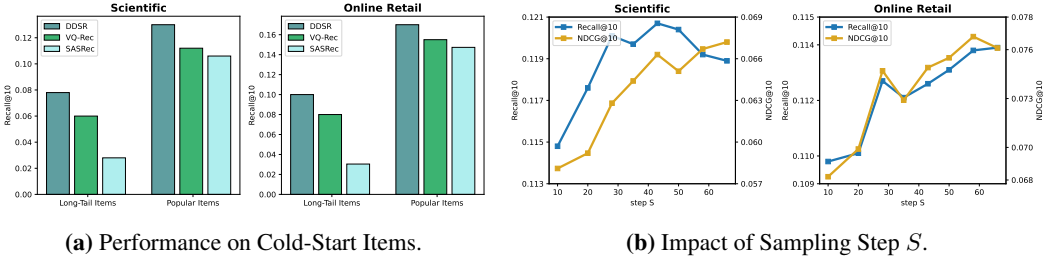 Scientific
DDSR
VQ-Rec
SASRec
Recall@10
0.12
0.10
0.08
0.06
0.04
0.02
0.00
Long-Tail Items
Popular Items
Online Retail
DDSR
VQ-Rec
SASRec
Recall@10
0.16
0.14
0.12
0.10
0.08
0.06
0.04
0.02
0.00
Long-Tail Items
Popular Items
(a) Performance on Cold-Start Items.
Scientific
Recall@10
NDCG@10
Recall@10
0.121
0.119
0.117
0.115
0.113
10
20
30
40
50
60
step S
0.069
0.066
0.063
0.060
0.057
NDCG@10
Online Retail
Recall@10
NDCG@10
Recall@10
0.115
0.114
0.112
0.110
0.109
10
20
30
40
50
60
step S
0.078
0.076
0.073
0.070
0.068
NDCG@10
(b) Impact of Sampling Step S.